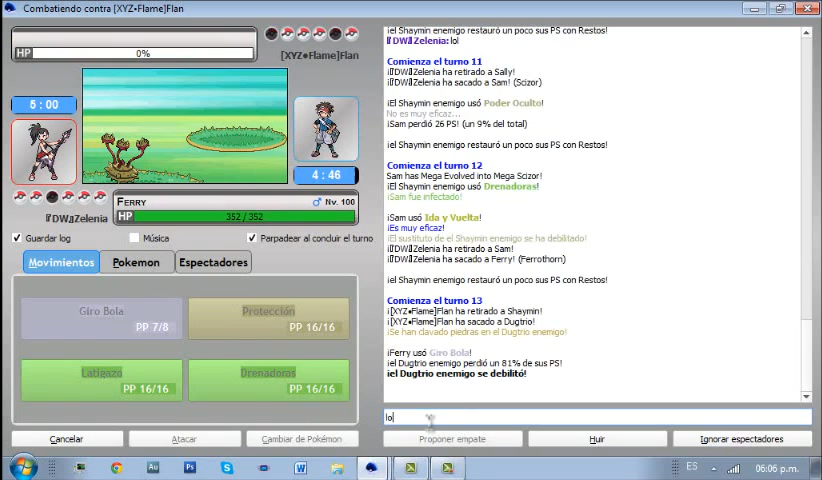 Combatiendo contra [XYZ•Flame]Flan
HP
0%
[XYZ•Flame]Flan
5:00
4:46
FERRY
Nv. 100
HP
352 / 352
『DW』Zelenia
Guardar log
Música
Parpadear al concluir el turno
Movimientos
Pokemon
Espectadores
Giro Bola
PP 7/8
Protección
PP 16/16
Latigazo
PP 16/16
Drenadoras
PP 16/16
Cancelar
Atacar
Cambiar de Pokémon
¡el Shaymin enemigo restauró un poco sus PS con Restos!
『DW』Zelenia: lol
Comienza el turno 11
¡『DW』Zelenia ha retirado a Sally!
¡『DW』Zelenia ha sacado a Sam! (Scizor)
¡El Shaymin enemigo usó Poder Oculto!
No es muy eficaz...
¡Sam perdió 26 PS! (un 9% del total)
¡el Shaymin enemigo restauró un poco sus PS con Restos!
Comienza el turno 12
Sam has Mega Evolved into Mega Scizor!
¡El Shaymin enemigo usó Drenadoras!
¡Sam fue infectado!
¡Sam usó Ida y Vuelta!
¡Es muy eficaz!
¡El sustituto de el Shaymin enemigo se ha debilitado!
¡『DW』Zelenia ha retirado a Sam!
¡『DW』Zelenia ha sacado a Ferry! (Ferrothorn)
¡el Shaymin enemigo restauró un poco sus PS con Restos!
Comienza el turno 13
¡[XYZ•Flame]Flan ha retirado a Shaymin!
¡[XYZ•Flame]Flan ha sacado a Dugtrio!
¡Se han clavado piedras en el Dugtrio enemigo!
¡Ferry usó Giro Bola!
¡el Dugtrio enemigo perdió un 81% de sus PS!
¡el Dugtrio enemigo se debilitó!
lo
Proponer empate
Huir
Ignorar espectadores
Au
Ps
S
W
ES
06:06 p.m.